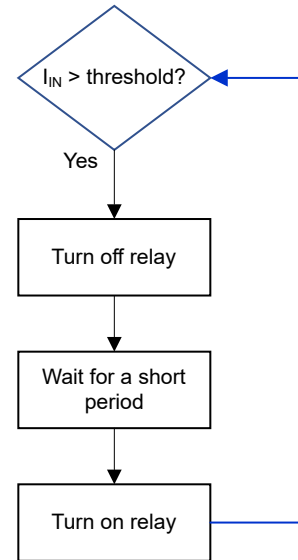 I_IN > threshold?
Yes
Turn off relay
Wait for a short
period
Turn on relay